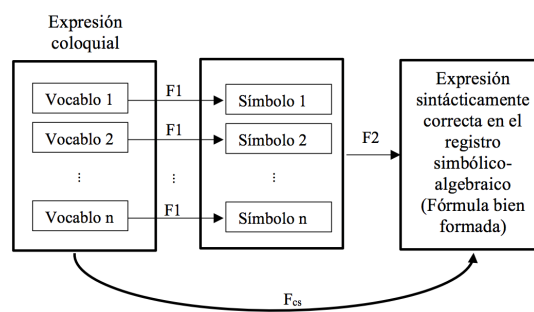 Expresión
coloquial
Vocablo 1
F1
Símbolo 1
Vocablo 2
F1
Símbolo 2
...
...
...
Vocablo n
F1
Símbolo n
F2
Expresión
sintácticamente
correcta en el
registro
simbólico-
algebraico
(Fórmula bien
formada)
Fcs